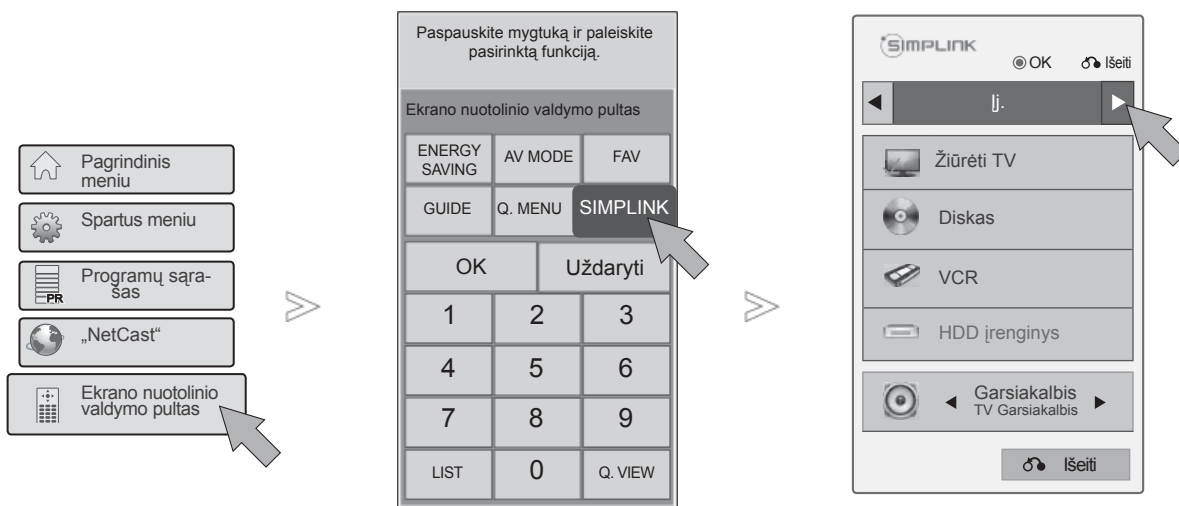 Pagrindinis
meniu
Spartus meniu
Programų sąra-
šas
PR
„NetCast“
Ekrano nuotolinio
valdymo pultas
Paspauskite mygtuką ir paleiskite
pasirinktą funkciją.
Ekrano nuotolinio valdymo pultas
ENERGY
SAVING
AV MODE
FAV
GUIDE
Q. MENU
SIMPLINK
OK
Uždaryti
1
2
3
4
5
6
7
8
9
LIST
0
Q. VIEW
SIMPLINK
OK
Išeiti
Įj.
Žiūrėti TV
Diskas
VCR
HDD įrenginys
Garsiakalbis
TV Garsiakalbis
Išeiti